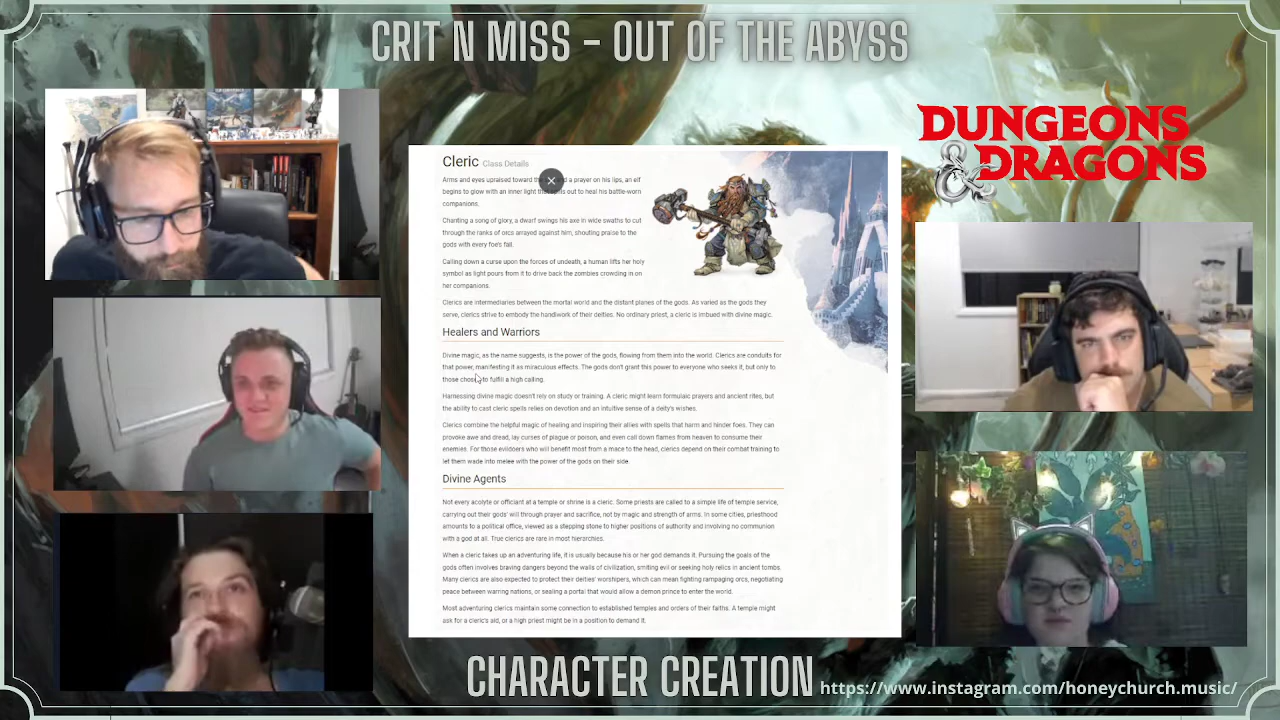 CRIT N MISS - OUT OF THE ABYSS
DUNGEONS
& DRAGONS
Cleric Class Details
Arms and eyes upraised toward the a prayer on his lips, an elf
begins to glow with an inner light that out to heal his battle-worn
companions.
Chanting a song of glory, a dwarf swings his axe in wide swaths to cut
through the ranks of orcs arrayed against him, shouting praise to the
gods with every foe's fall.
Calling down a curse upon the forces of undeath, a human lifts her holy
symbol as light pours from it to drive back the zombies crowding in on
her companions.
Clerics are intermediaries between the mortal world and the distant planes of the gods. As varied as the gods they
serve, clerics strive to embody the handiwork of their deities. No ordinary priest, a cleric is imbued with divine magic.
Healers and Warriors
Divine magic, as the name suggests, is the power of the gods, flowing from them into the world. Clerics are conduits for
that power, manifesting it as miraculous effects. The gods don't grant this power to everyone who seeks it, but only to
those chosen to fulfill a high calling.
Harnessing divine magic doesn't rely on study or training. A cleric might learn formulaic prayers and ancient rites, but
the ability to cast cleric spells relies on devotion and an intuitive sense of a deity's wishes.
Clerics combine the helpful magic of healing and inspiring their allies with spells that harm and hinder foes. They can
provoke awe and dread, lay curses of plague or poison, and even call down flames from heaven to consume their
enemies. For those evildoers who will benefit most from a mace to the head, clerics depend on their combat training to
let them wade into melee with the power of the gods on their side.
Divine Agents
Not every acolyte or officiant at a temple or shrine is a cleric. Some priests are called to a simple life of temple service,
carrying out their gods' will through prayer and sacrifice, not by magic and strength of arms. In some cities, priesthood
amounts to a political office, viewed as a stepping stone to higher positions of authority and involving no communion
with a god at all. True clerics are rare in most hierarchies.
When a cleric takes up an adventuring life, it is usually because his or her god demands it. Pursuing the goals of the
gods often involves braving dangers beyond the walls of civilization, smiting evil or seeking holy relics in ancient tombs.
Many clerics are also expected to protect their deities' worshipers, which can mean fighting rampaging orcs, negotiating
peace between warring nations, or sealing a portal that would allow a demon prince to enter the world.
Most adventuring clerics maintain some connection to established temples and orders of their faiths. A temple might
ask for a cleric's aid, or a high priest might be in a position to demand it.
CHARACTER CREATION
https://www.instagram.com/honeychurch.music/